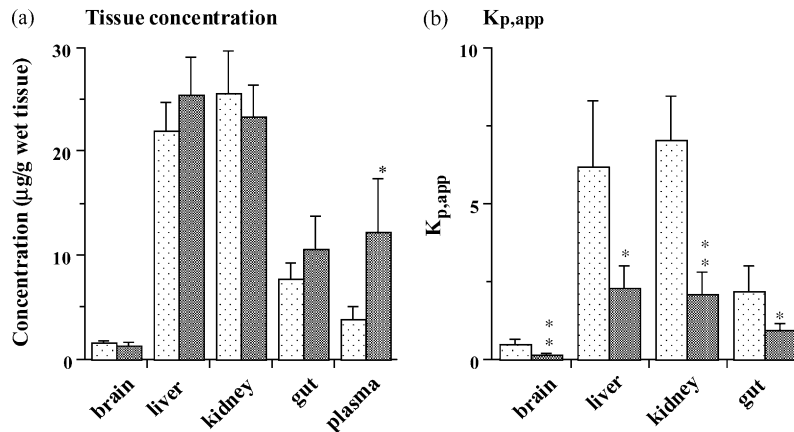 (a) Tissue concentration
Concentration (µg/g wet tissue)
30
20
10
0
*
brain
liver
kidney
gut
plasma
(b) Kp,app
Kp,app
10
5
0
*
*
*
*
*
*
brain
liver
kidney
gut